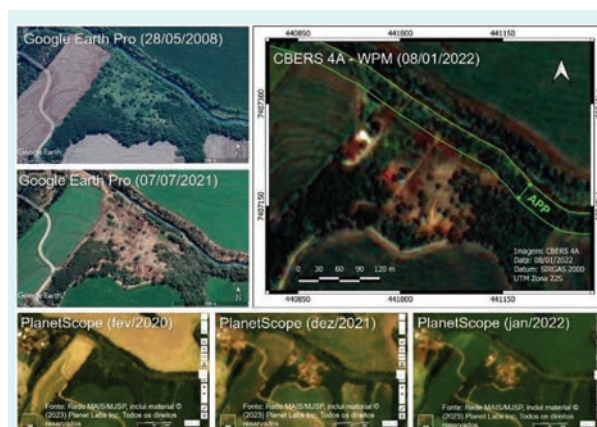 Google Earth Pro (28/05/2008)
Google Earth
N
Google Earth Pro (07/07/2021)
Google Earth
N
440850 441000 441150
CBERS 4A - WPM (08/01/2022)
7407300
7407150
APP
0 30 60 90 120 m
Imagem: CBERS 4A
Data: 08/01/2022
Datum: SIRGAS 2000
UTM Zona 22S
440850 441000 441150
PlanetScope (fev/2020)
Fonte: Rede MAIS/MJSP, inclui material ©
(2023) Planet Labs Inc. Todos os direitos
reservados
PlanetScope (dez/2021)
Fonte: Rede MAIS/MJSP, inclui material ©
(2023) Planet Labs Inc. Todos os direitos
reservados
PlanetScope (jan/2022)
Fonte: Rede MAIS/MJSP, inclui material ©
(2023) Planet Labs Inc. Todos os direitos
reservados